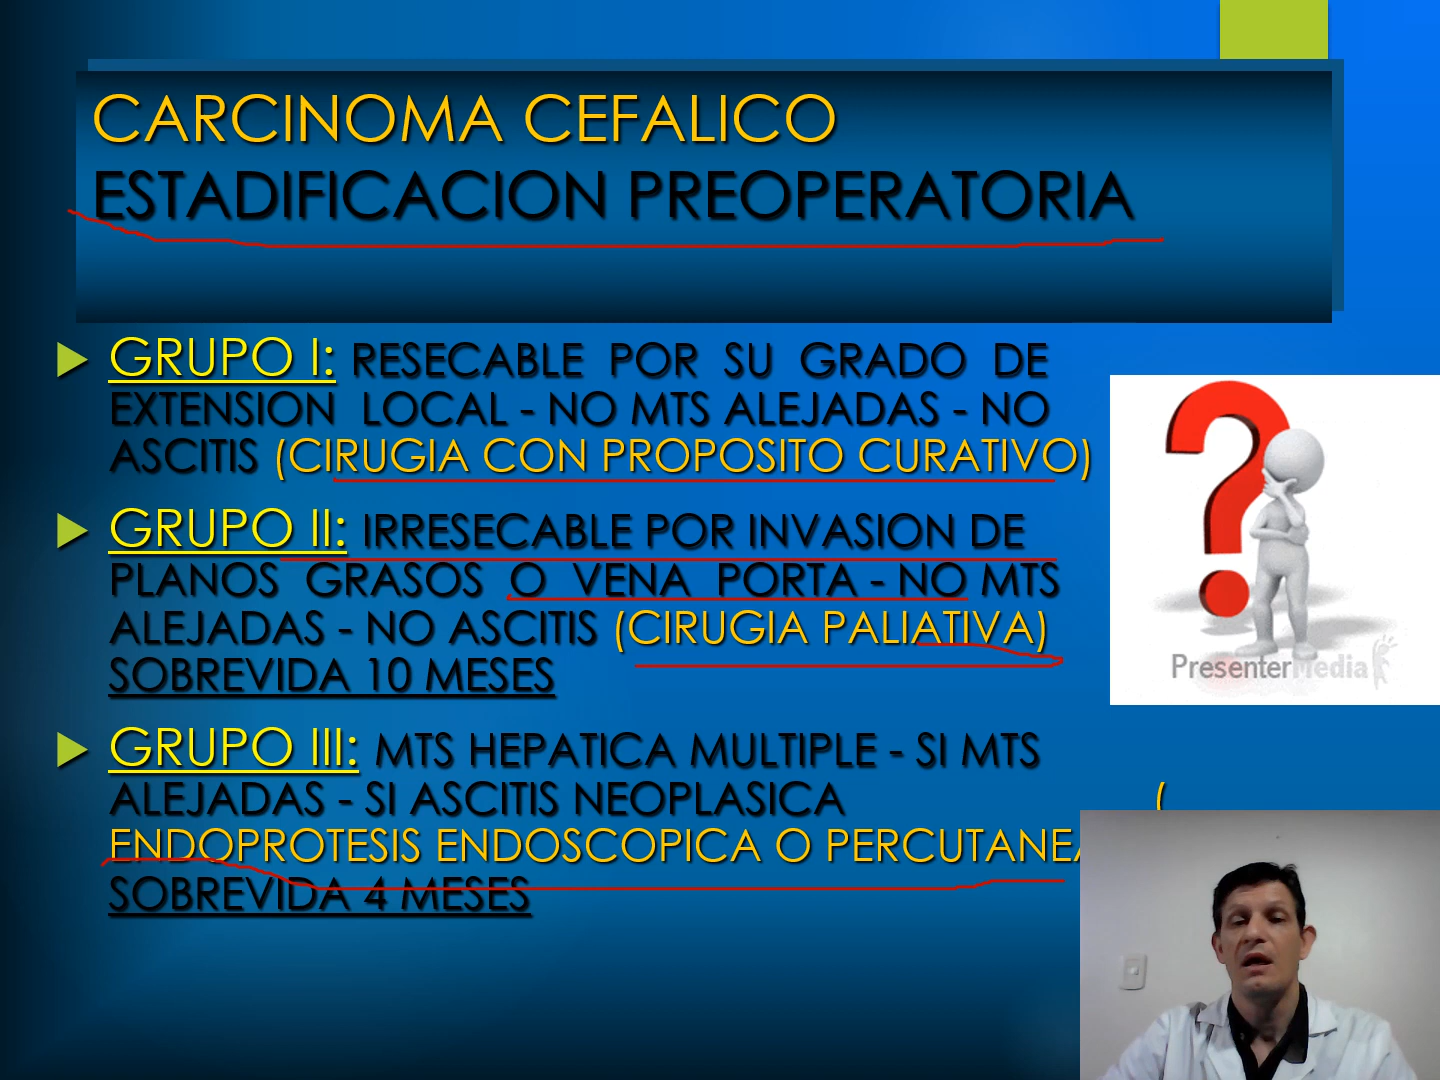 CARCINOMA CEFALICO
ESTADIFICACION PREOPERATORIA
GRUPO I: RESECABLE POR SU GRADO DE
EXTENSION LOCAL - NO MTS ALEJADAS - NO
ASCITIS (CIRUGIA CON PROPOSITO CURATIVO)
GRUPO II: IRRESECABLE POR INVASION DE
PLANOS GRASOS O VENA PORTA - NO MTS
ALEJADAS - NO ASCITIS (CIRUGIA PALIATIVA)
SOBREVIDA 10 MESES
GRUPO III: MTS HEPATICA MULTIPLE - SI MTS
ALEJADAS - SI ASCITIS NEOPLASICA (
ENDOPROTESIS ENDOSCOPICA O PERCUTANEA
SOBREVIDA 4 MESES
PresenterMedia